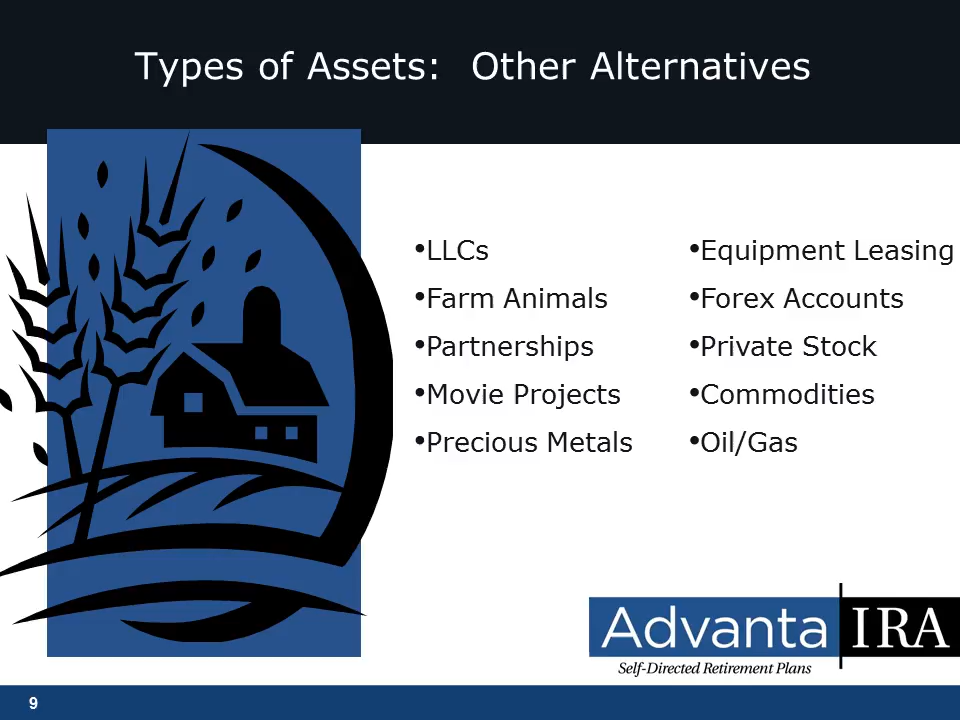 Types of Assets:  Other Alternatives
•LLCs
•Farm Animals
•Partnerships
•Movie Projects
•Precious Metals
•Equipment Leasing
•Forex Accounts
•Private Stock
•Commodities
•Oil/Gas
Advanta IRA
Self-Directed Retirement Plans
9